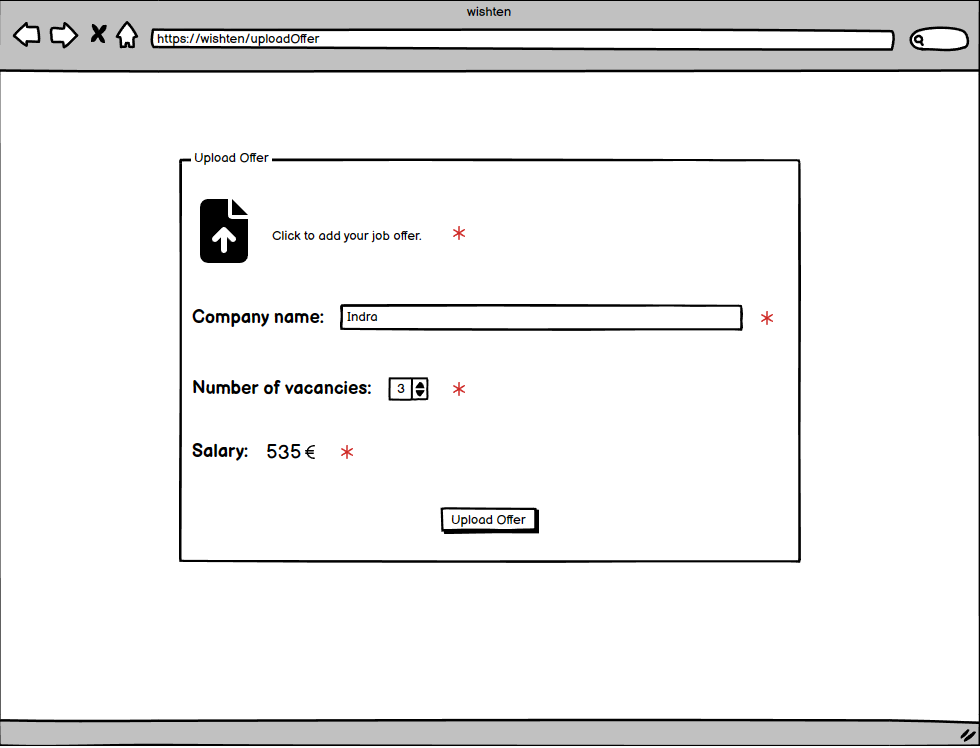 wishten
https://wishten/uploadOffer
Upload Offer
Click to add your job offer. *
Company name: Indra *
Number of vacancies: 3 *
Salary: 535 € *
Upload Offer